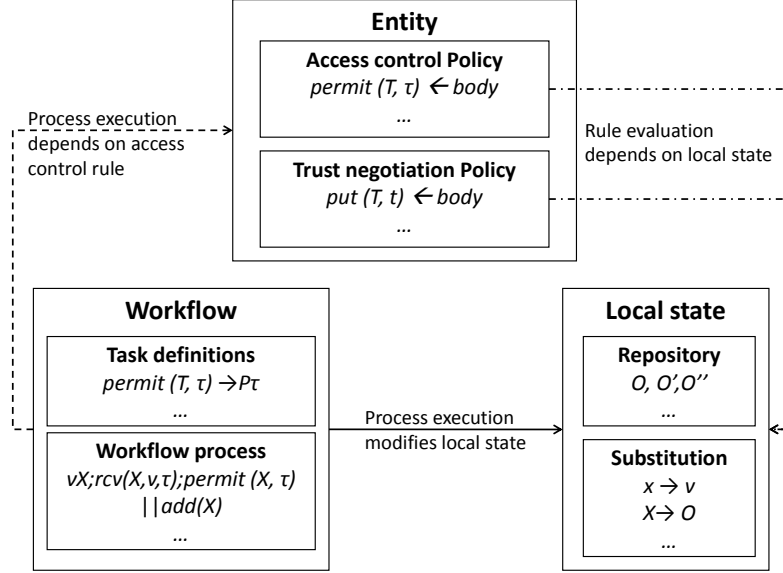 Entity
Access control Policy
permit (T, τ) ← body
...
Process execution
depends on access
control rule
Rule evaluation
depends on local state
Trust negotiation Policy
put (T, t) ← body
...
Workflow
Task definitions
permit (T, τ) →Pτ
...
Workflow process
νX;rcv(X,v,τ);permit (X, τ)
||add(X)
...
Process execution
modifies local state
Local state
Repository
O, O',O''
...
Substitution
x → v
X→ O
...